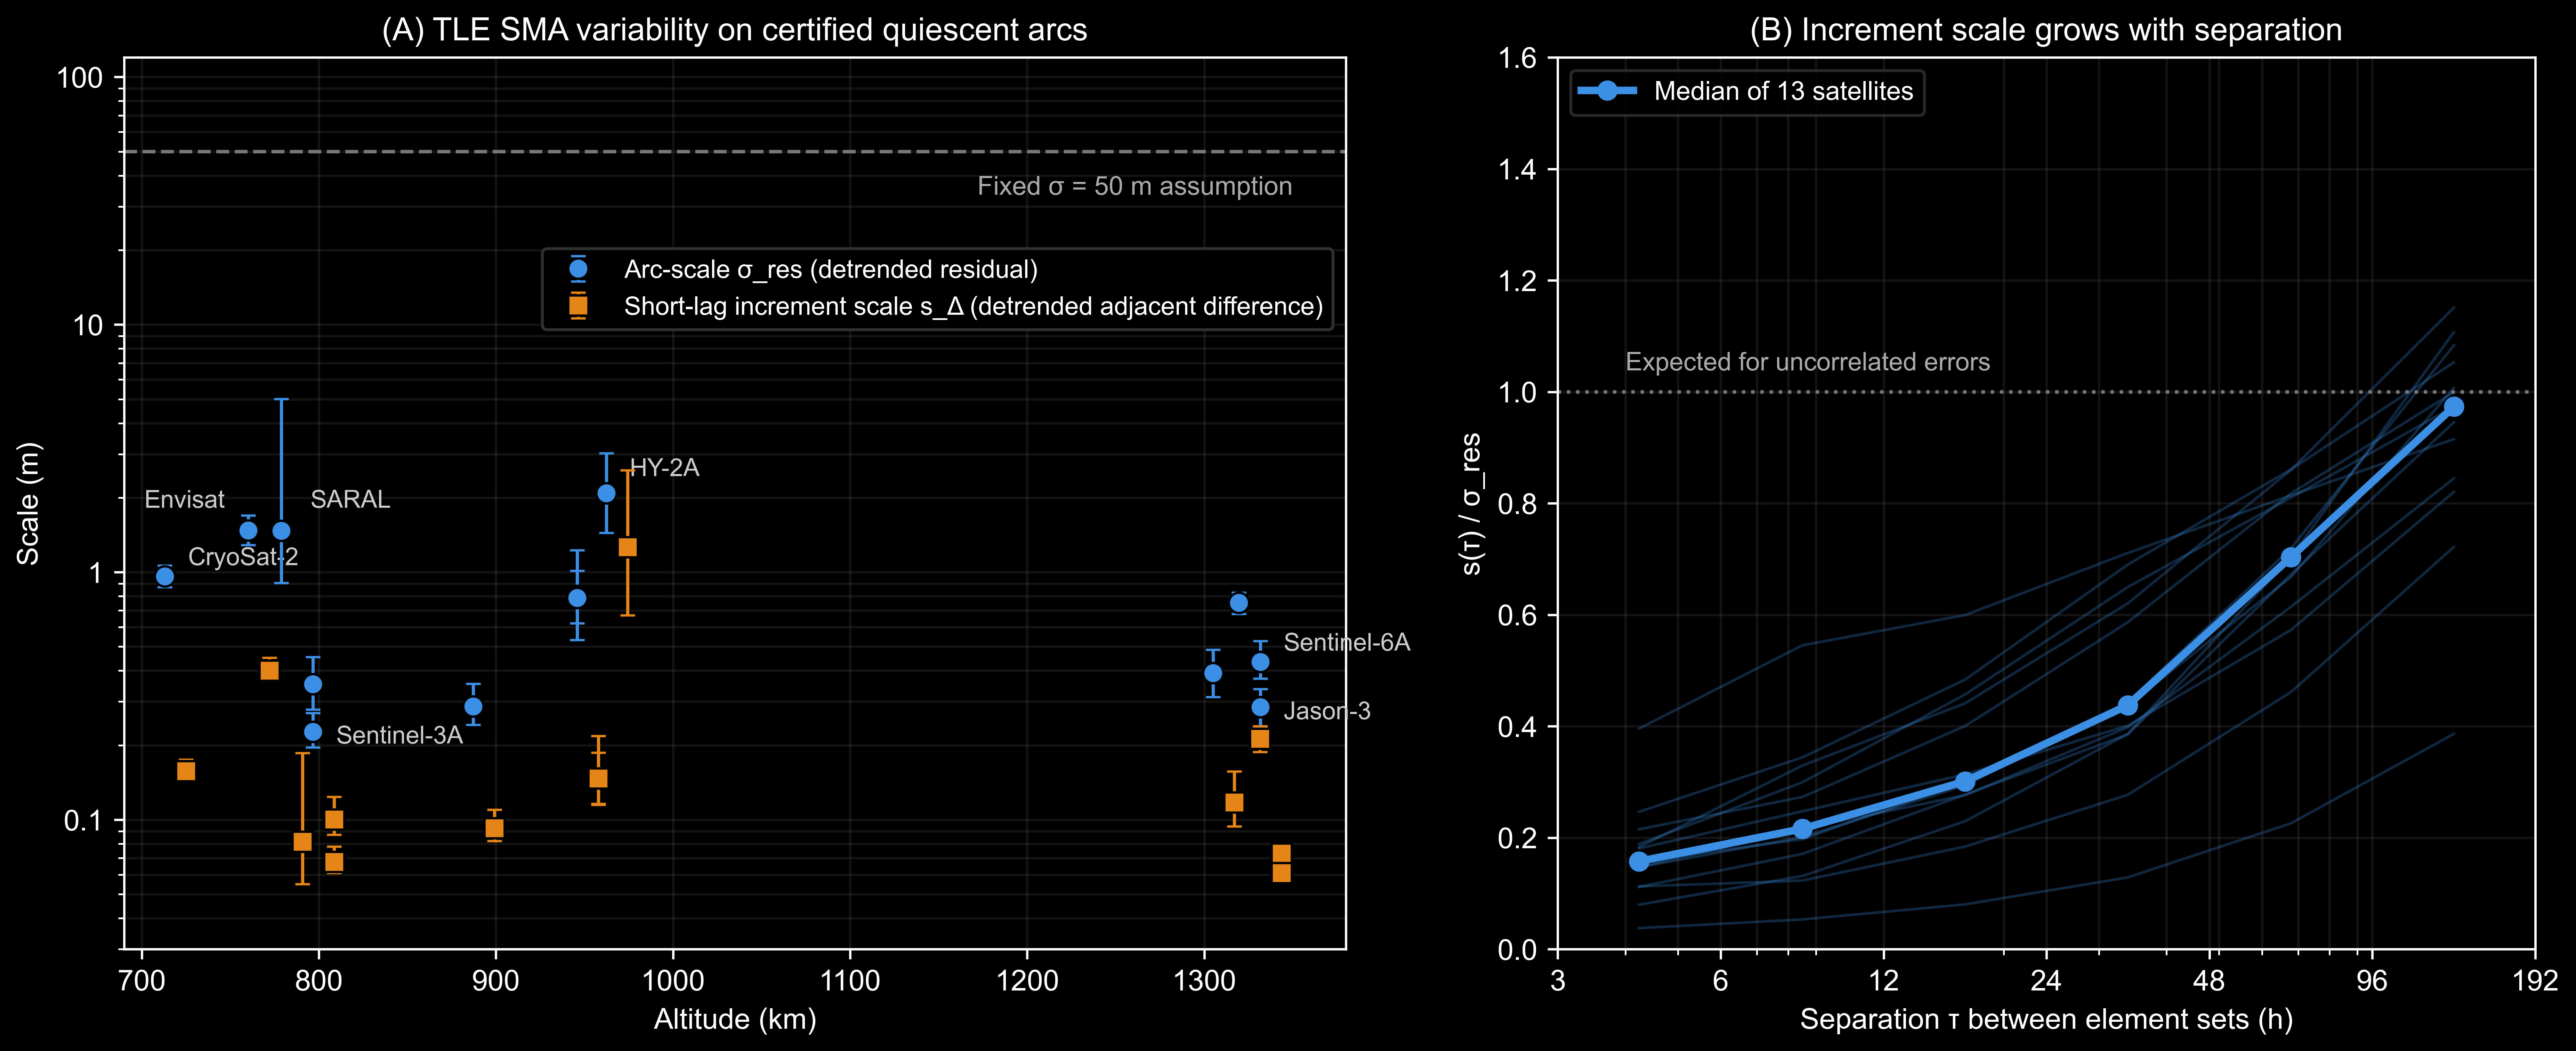 (A) TLE SMA variability on certified quiescent arcs
100
10
1
0.1
Scale (m)
Fixed σ = 50 m assumption
Arc-scale σ_res (detrended residual)
Short-lag increment scale s_Δ (detrended adjacent difference)
HY-2A
Envisat
SARAL
CryoSat-2
Sentinel-6A
Jason-3
Sentinel-3A
700 800 900 1000 1100 1200 1300
Altitude (km)
(B) Increment scale grows with separation
1.6
1.4
1.2
1.0
0.8
0.6
0.4
0.2
0.0
s(τ) / σ_res
Median of 13 satellites
Expected for uncorrelated errors
3 6 12 24 48 96 192
Separation τ between element sets (h)